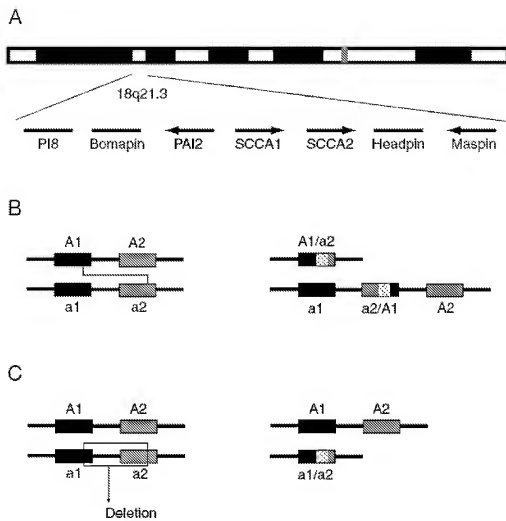 A
18q21.3
PI8 Bomapin PAI2 SCCA1 SCCA2 Headpin Maspin
B
A1 A2 A1/a2
a1 a2 a1 a2/A1 A2
C
A1 A2 A1 A2
a1 a2 a1/a2
Deletion